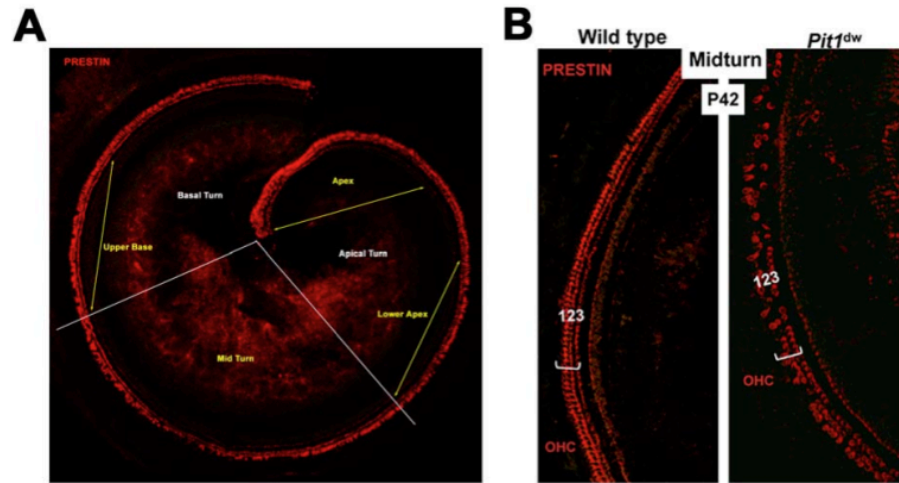 A
PRESTIN
Basal Turn
Apex
Upper Base
Apical Turn
Lower Apex
Mid Turn
B
Wild type
Pit1dw
Midturn
PRESTIN
P42
123
OHC
123
OHC